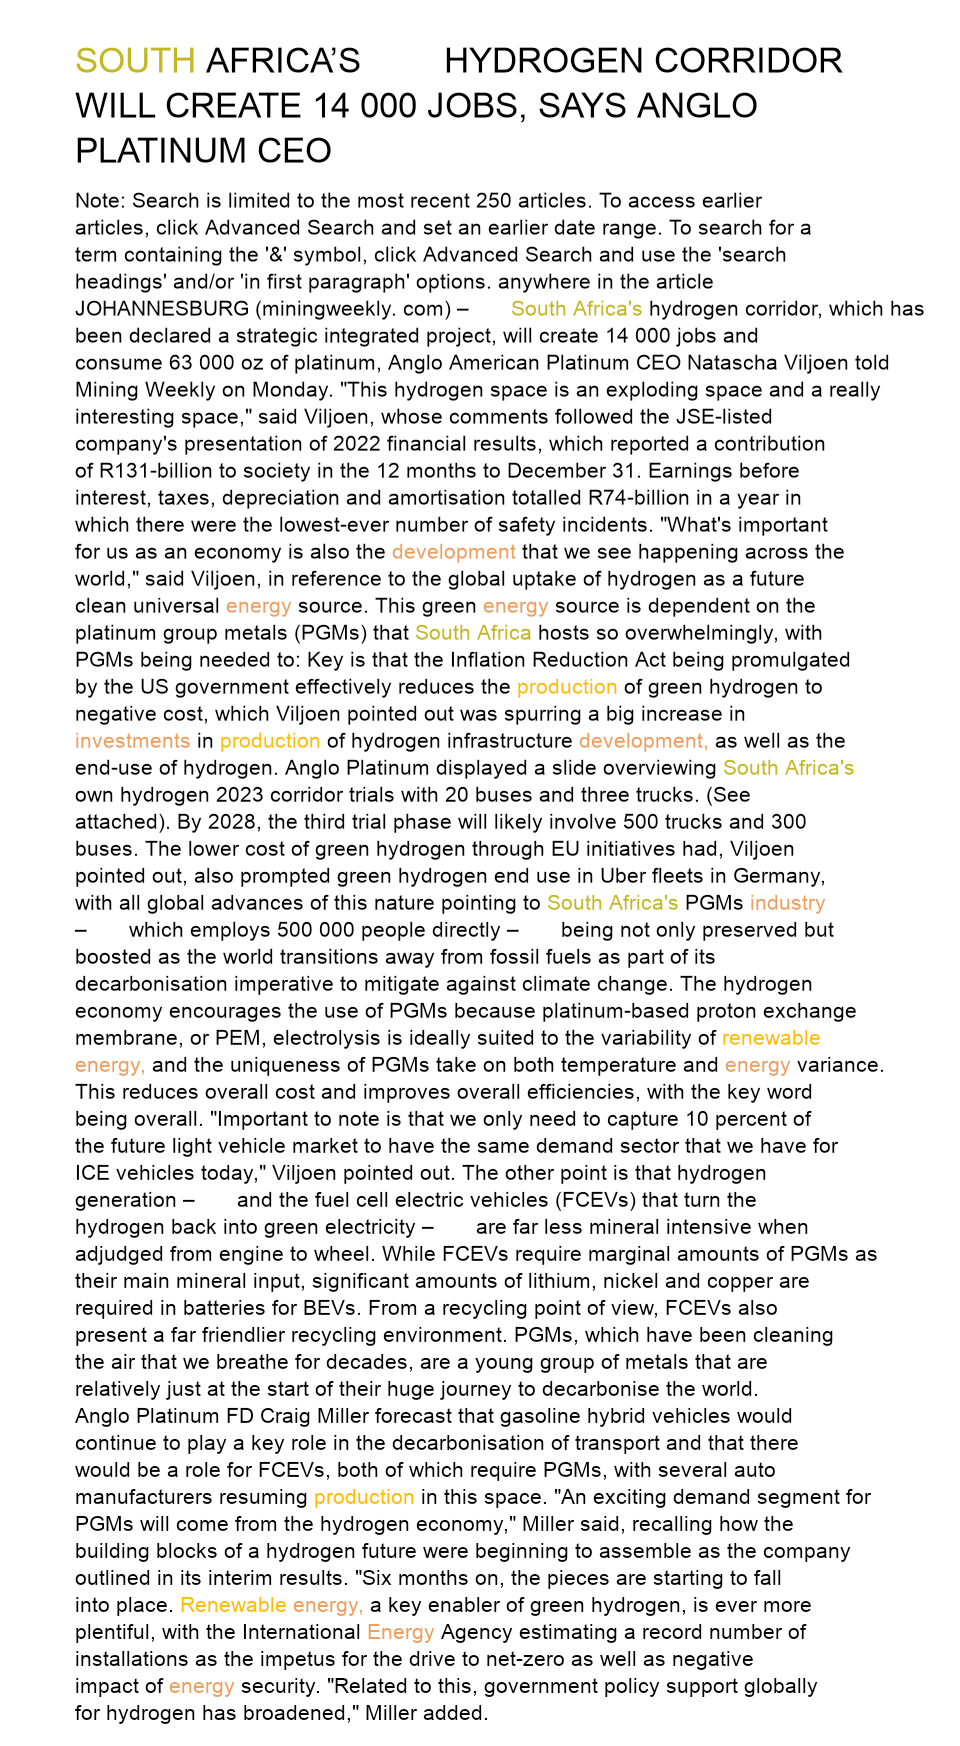 SOUTH AFRICA’S HYDROGEN CORRIDOR
WILL CREATE 14 000 JOBS, SAYS ANGLO
PLATINUM CEO
Note: Search is limited to the most recent 250 articles. To access earlier
articles, click Advanced Search and set an earlier date range. To search for a
term containing the '&' symbol, click Advanced Search and use the 'search
headings' and/or 'in first paragraph' options. anywhere in the article
JOHANNESBURG (miningweekly. com) – South Africa's hydrogen corridor, which has
been declared a strategic integrated project, will create 14 000 jobs and
consume 63 000 oz of platinum, Anglo American Platinum CEO Natascha Viljoen told
Mining Weekly on Monday. "This hydrogen space is an exploding space and a really
interesting space," said Viljoen, whose comments followed the JSE-listed
company's presentation of 2022 financial results, which reported a contribution
of R131-billion to society in the 12 months to December 31. Earnings before
interest, taxes, depreciation and amortisation totalled R74-billion in a year in
which there were the lowest-ever number of safety incidents. "What's important
for us as an economy is also the development that we see happening across the
world," said Viljoen, in reference to the global uptake of hydrogen as a future
clean universal energy source. This green energy source is dependent on the
platinum group metals (PGMs) that South Africa hosts so overwhelmingly, with
PGMs being needed to: Key is that the Inflation Reduction Act being promulgated
by the US government effectively reduces the production of green hydrogen to
negative cost, which Viljoen pointed out was spurring a big increase in
investments in production of hydrogen infrastructure development, as well as the
end-use of hydrogen. Anglo Platinum displayed a slide overviewing South Africa's
own hydrogen 2023 corridor trials with 20 buses and three trucks. (See
attached). By 2028, the third trial phase will likely involve 500 trucks and 300
buses. The lower cost of green hydrogen through EU initiatives had, Viljoen
pointed out, also prompted green hydrogen end use in Uber fleets in Germany,
with all global advances of this nature pointing to South Africa's PGMs industry
– which employs 500 000 people directly – being not only preserved but
boosted as the world transitions away from fossil fuels as part of its
decarbonisation imperative to mitigate against climate change. The hydrogen
economy encourages the use of PGMs because platinum-based proton exchange
membrane, or PEM, electrolysis is ideally suited to the variability of renewable
energy, and the uniqueness of PGMs take on both temperature and energy variance.
This reduces overall cost and improves overall efficiencies, with the key word
being overall. "Important to note is that we only need to capture 10 percent of
the future light vehicle market to have the same demand sector that we have for
ICE vehicles today," Viljoen pointed out. The other point is that hydrogen
generation – and the fuel cell electric vehicles (FCEVs) that turn the
hydrogen back into green electricity – are far less mineral intensive when
adjudged from engine to wheel. While FCEVs require marginal amounts of PGMs as
their main mineral input, significant amounts of lithium, nickel and copper are
required in batteries for BEVs. From a recycling point of view, FCEVs also
present a far friendlier recycling environment. PGMs, which have been cleaning
the air that we breathe for decades, are a young group of metals that are
relatively just at the start of their huge journey to decarbonise the world.
Anglo Platinum FD Craig Miller forecast that gasoline hybrid vehicles would
continue to play a key role in the decarbonisation of transport and that there
would be a role for FCEVs, both of which require PGMs, with several auto
manufacturers resuming production in this space. "An exciting demand segment for
PGMs will come from the hydrogen economy," Miller said, recalling how the
building blocks of a hydrogen future were beginning to assemble as the company
outlined in its interim results. "Six months on, the pieces are starting to fall
into place. Renewable energy, a key enabler of green hydrogen, is ever more
plentiful, with the International Energy Agency estimating a record number of
installations as the impetus for the drive to net-zero as well as negative
impact of energy security. "Related to this, government policy support globally
for hydrogen has broadened," Miller added.